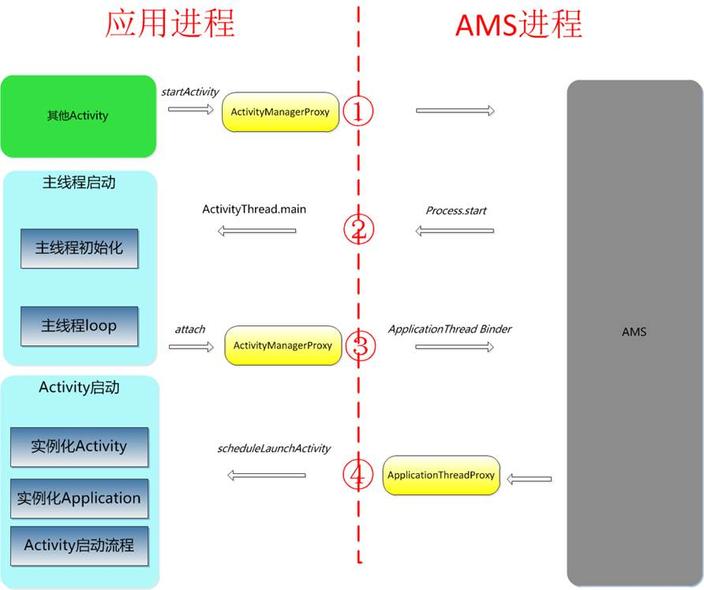 应用进程
AMS进程
其他Activity
startActivity
ActivityManagerProxy
①
主线程启动
ActivityThread.main
②
Process.start
主线程初始化
主线程loop
attach
ActivityManagerProxy
③
ApplicationThread Binder
AMS
Activity启动
实例化Activity
scheduleLaunchActivity
④
ApplicationThreadProxy
实例化Application
Activity启动流程